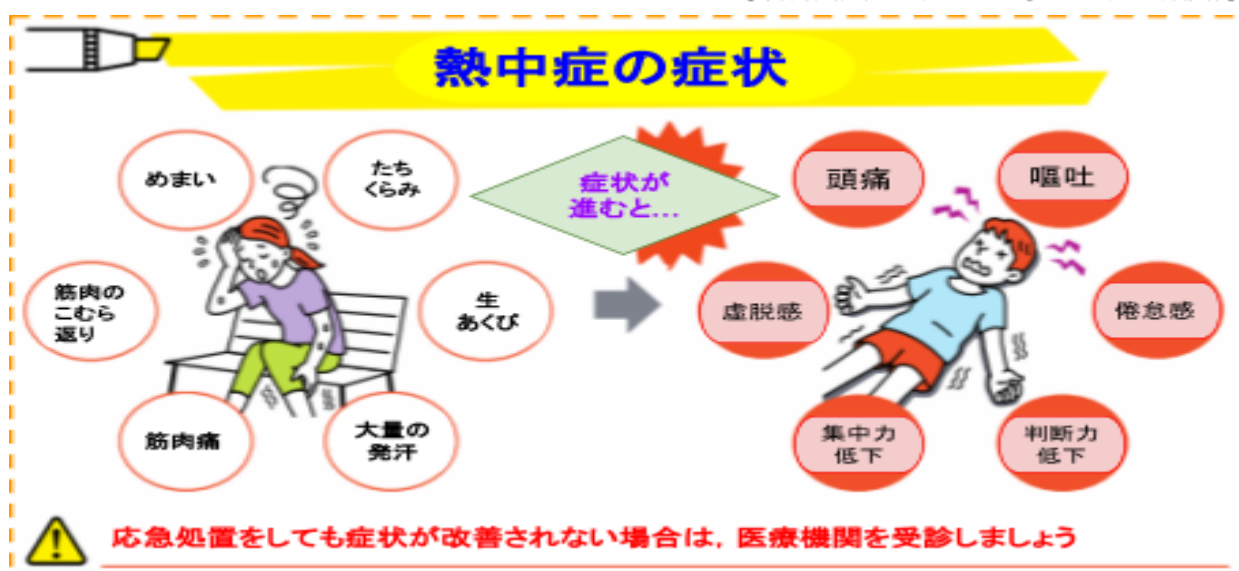 熱中症の症状
めまい
たち
くらみ
筋肉の
こむら
返り
生
あくび
筋肉痛
大量の
発汗
症状が
進むと…
頭痛
嘔吐
虚脱感
倦怠感
集中力
低下
判断力
低下
応急処置をしても症状が改善されない場合は，医療機関を受診しましょう